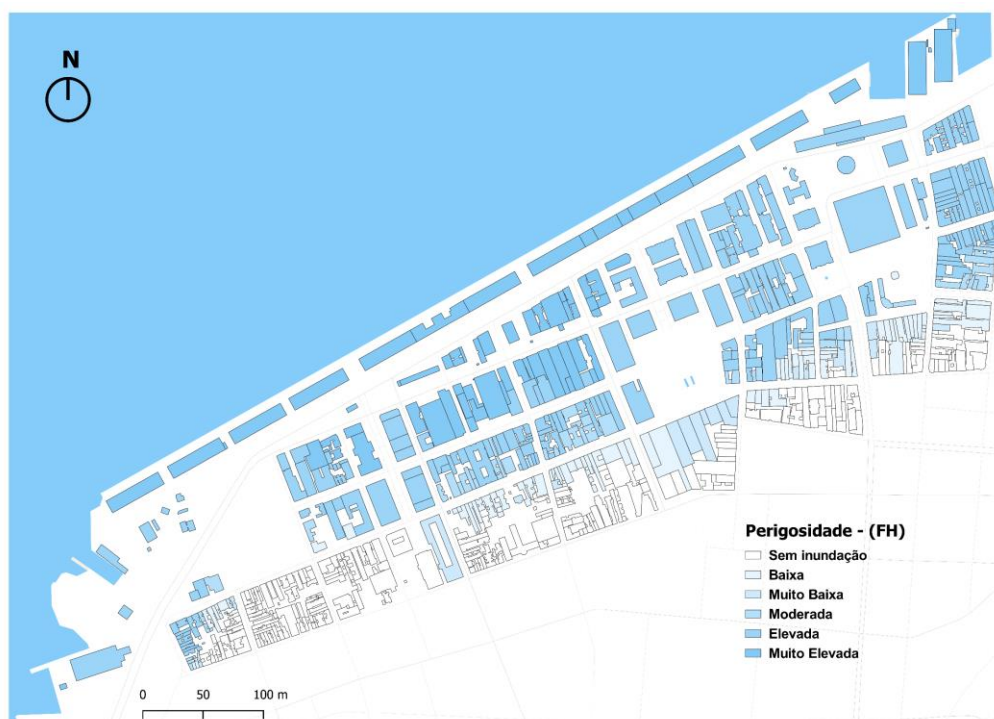 N
Perigosidade - (FH)
Sem inundação
Baixa
Muito Baixa
Moderada
Elevada
Muito Elevada
0 50 100 m